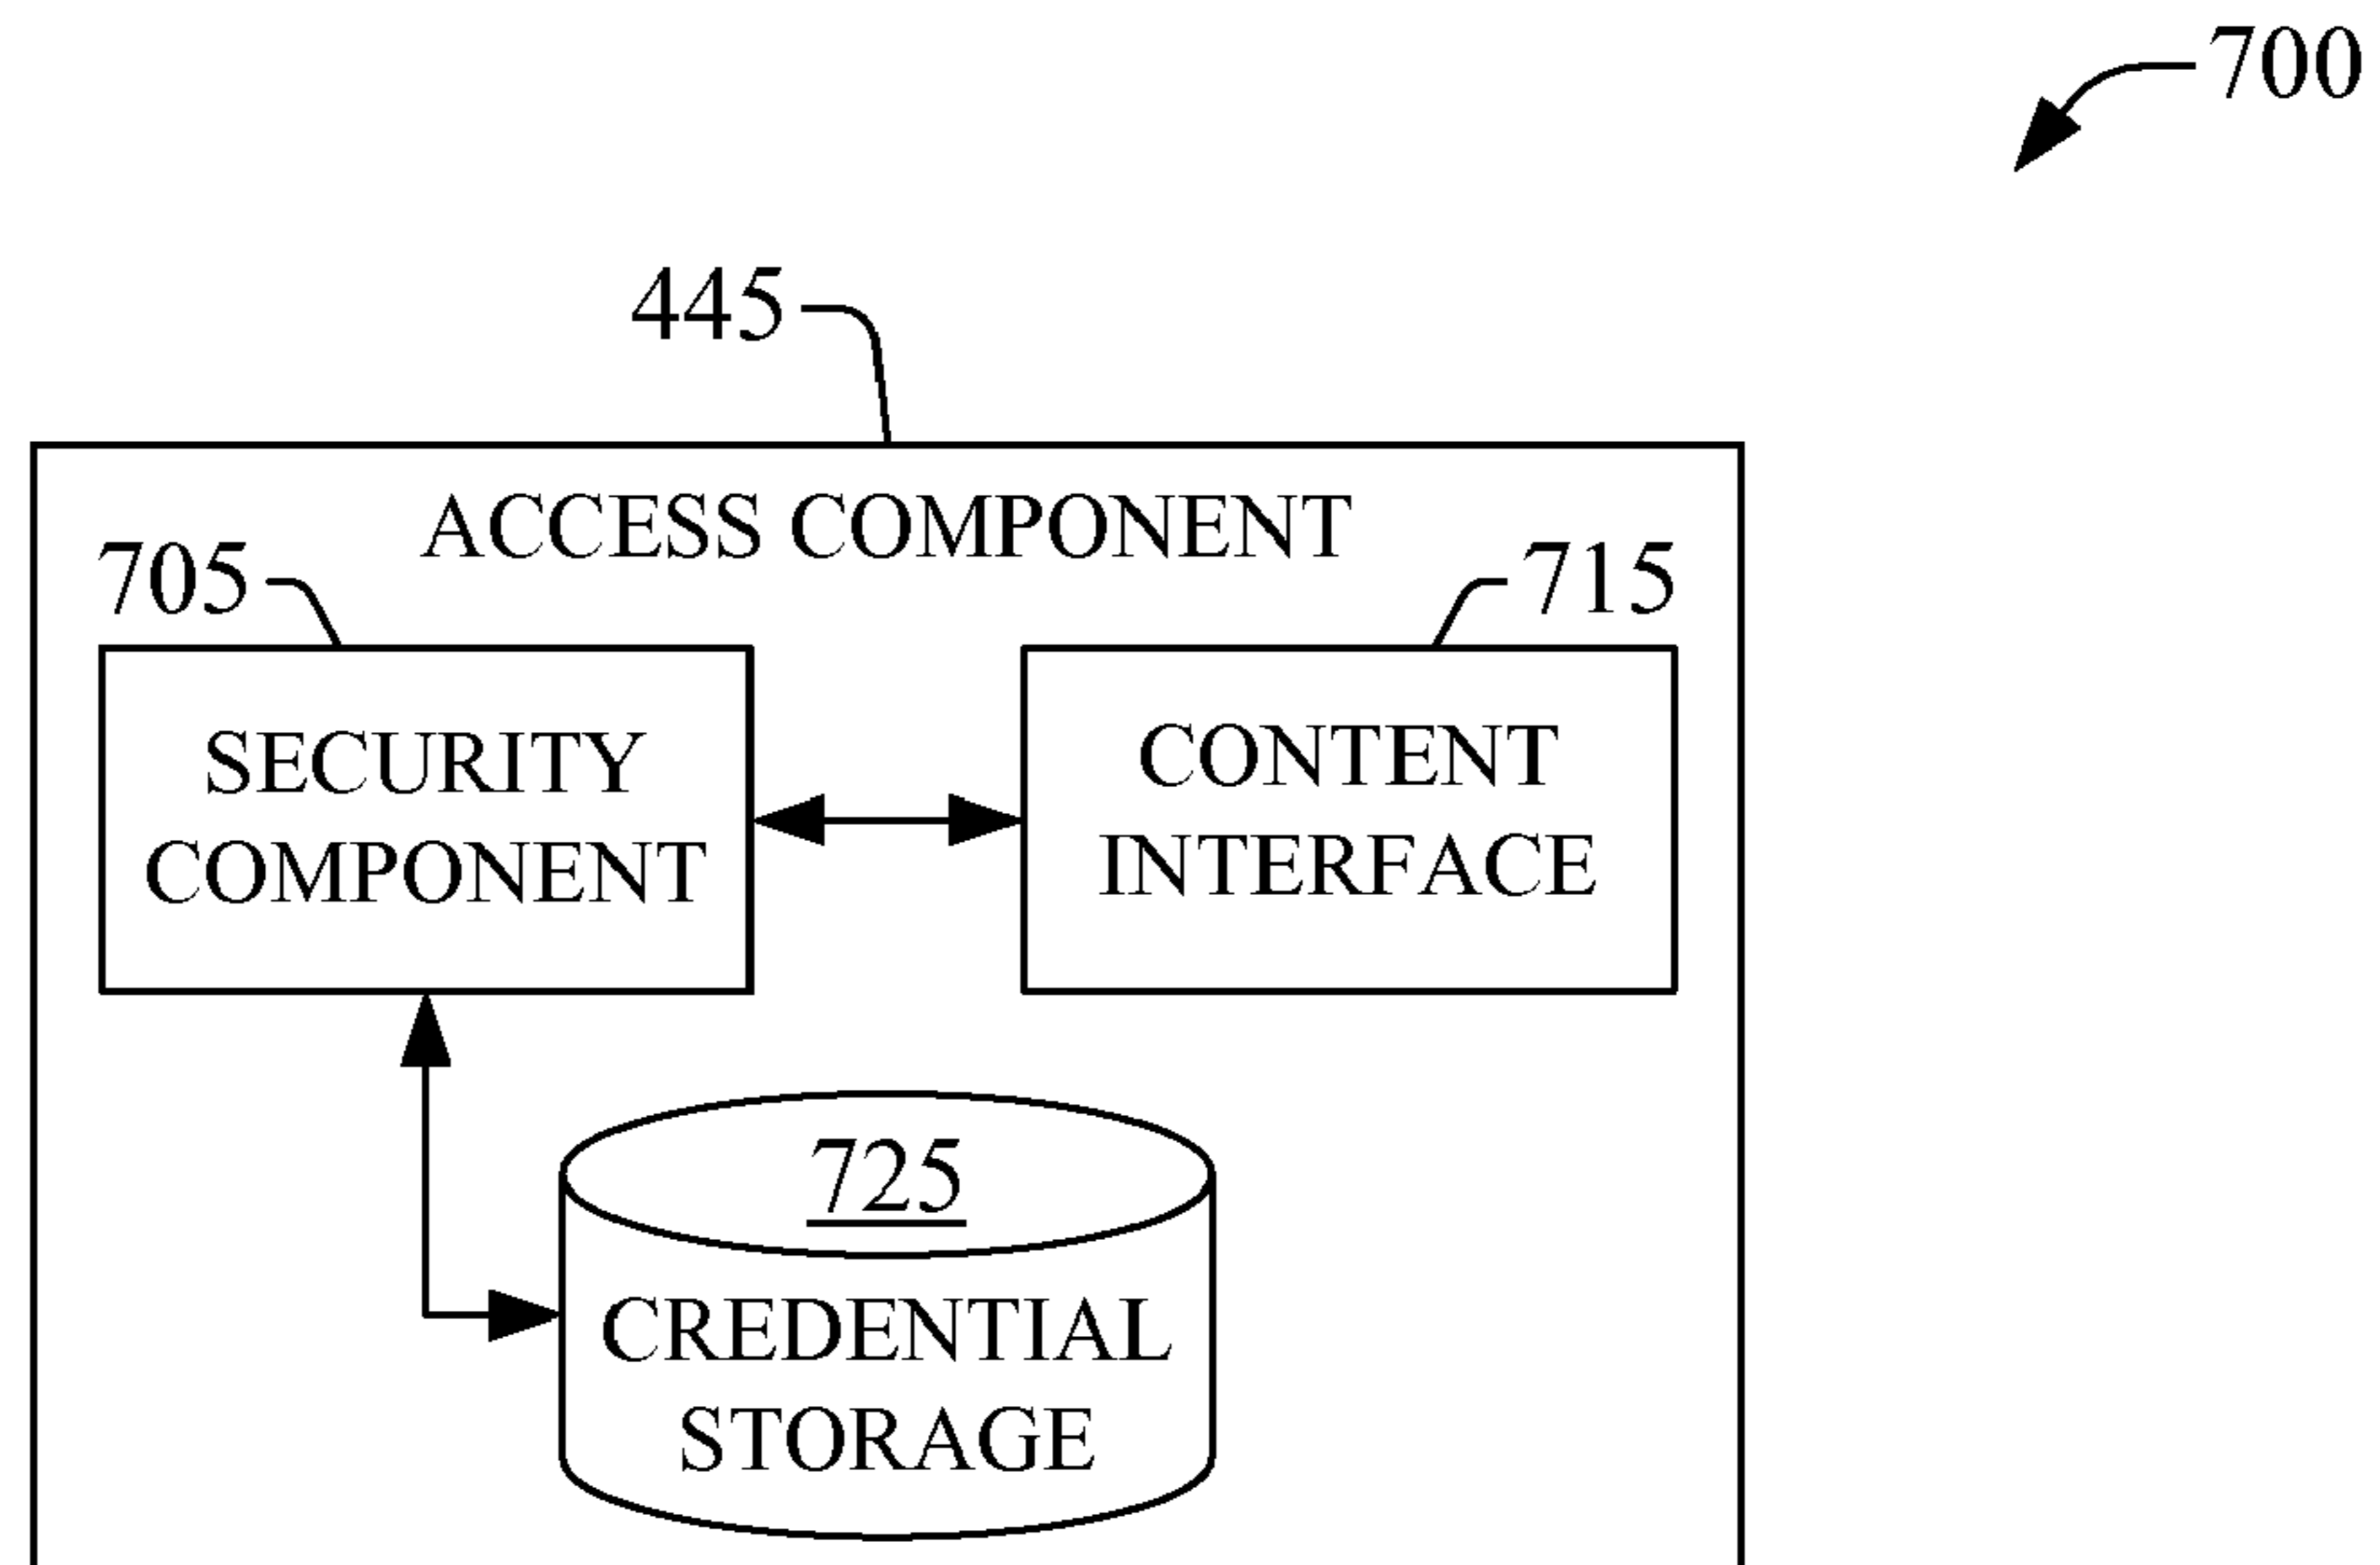 700
445
ACCESS COMPONENT
705
715
SECURITY
COMPONENT
CONTENT
INTERFACE
725
CREDENTIAL
STORAGE